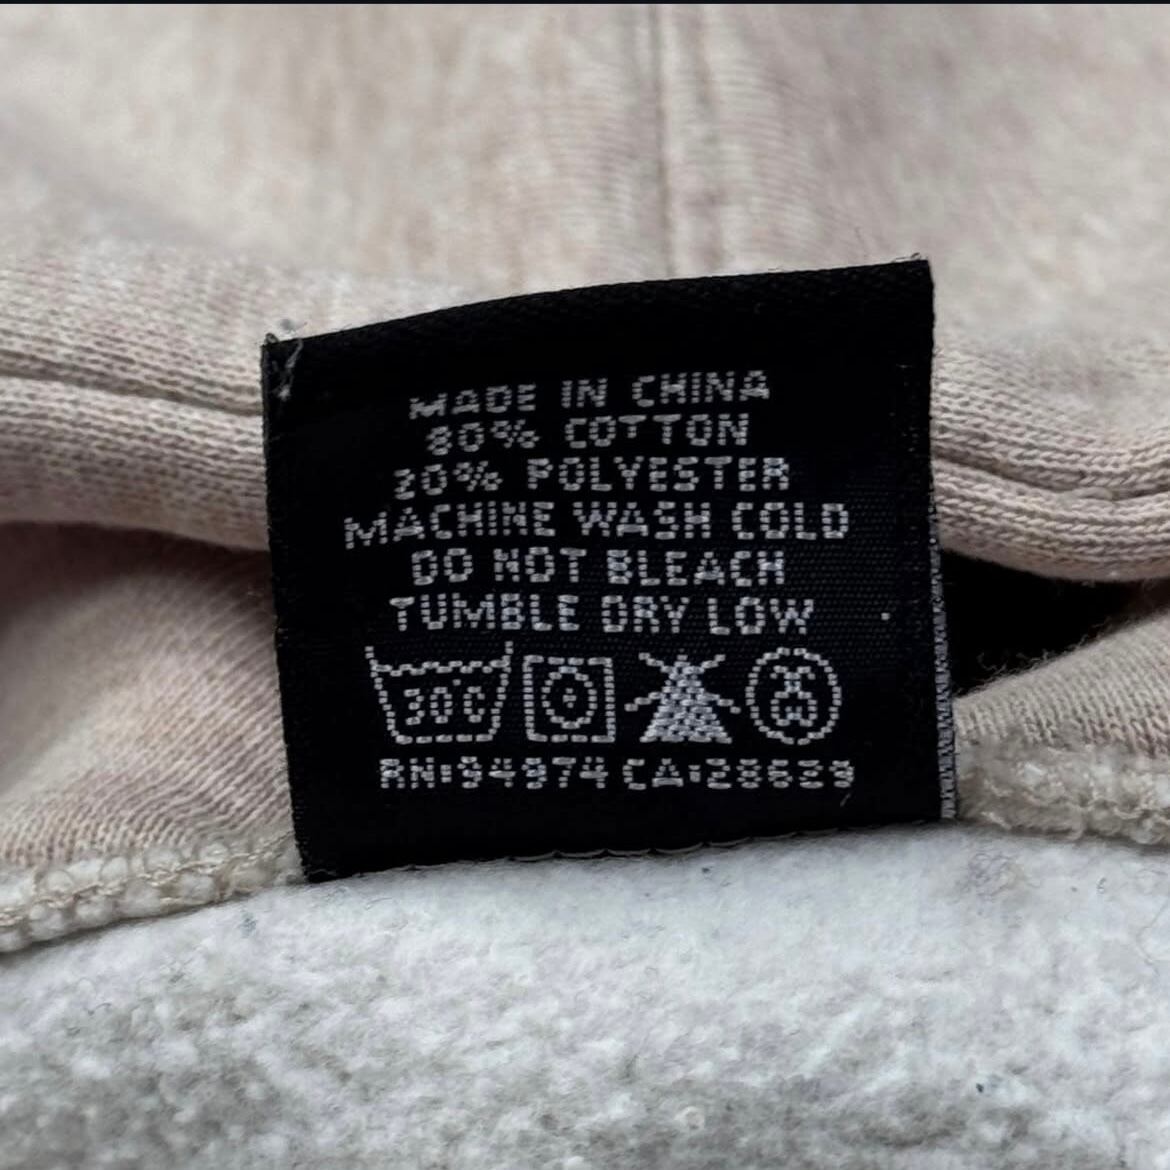 MADE IN CHINA
80% COTTON
20% POLYESTER
MACHINE WASH COLD
DO NOT BLEACH
TUMBLE DRY LOW
30°C
RN:94974 CA:28629